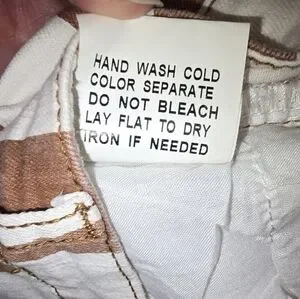 HAND WASH COLD
COLOR SEPARATE
DO NOT BLEACH
LAY FLAT TO DRY
IRON IF NEEDED